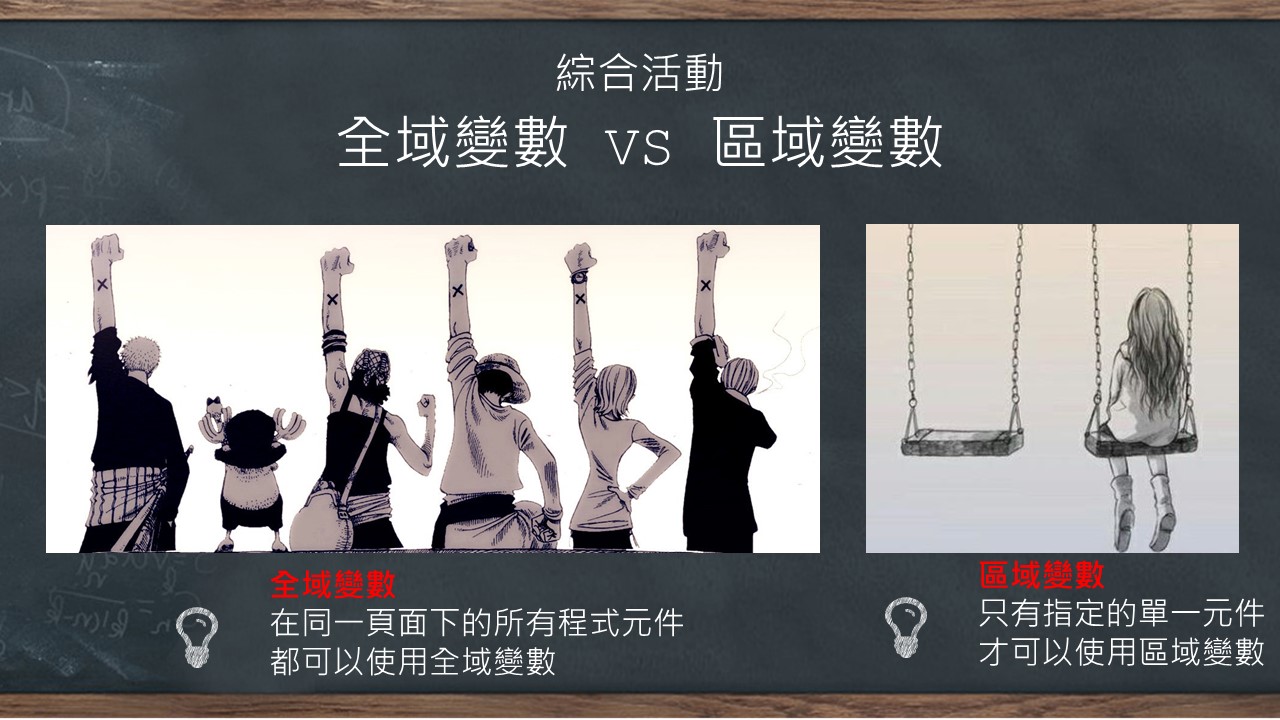 綜合活動
全域變數 vs 區域變數
全域變數
在同一頁面下的所有程式元件
都可以使用全域變數
區域變數
只有指定的單一元件
才可以使用區域變數